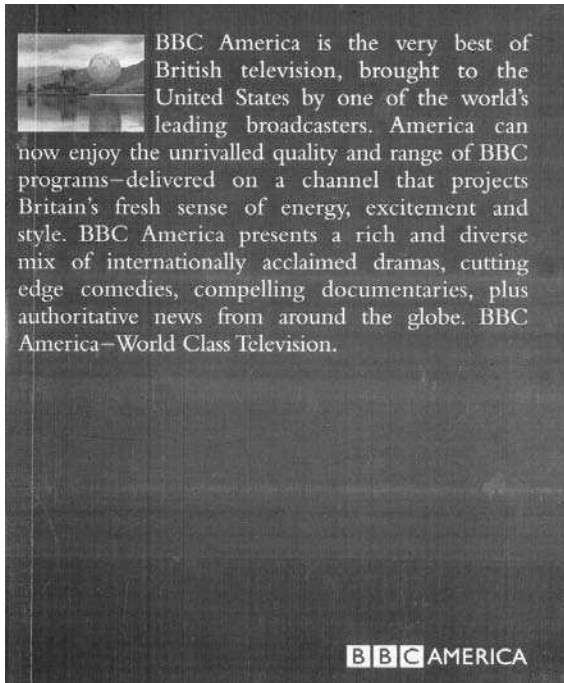 BBC America is the very best of
British television, brought to the
United States by one of the world's
leading broadcasters. America can
now enjoy the unrivalled quality and range of BBC
programs—delivered on a channel that projects
Britain's fresh sense of energy, excitement and
style. BBC America presents a rich and diverse
mix of internationally acclaimed dramas, cutting
edge comedies, compelling documentaries, plus
authoritative news from around the globe. BBC
America—World Class Television.
BBC AMERICA